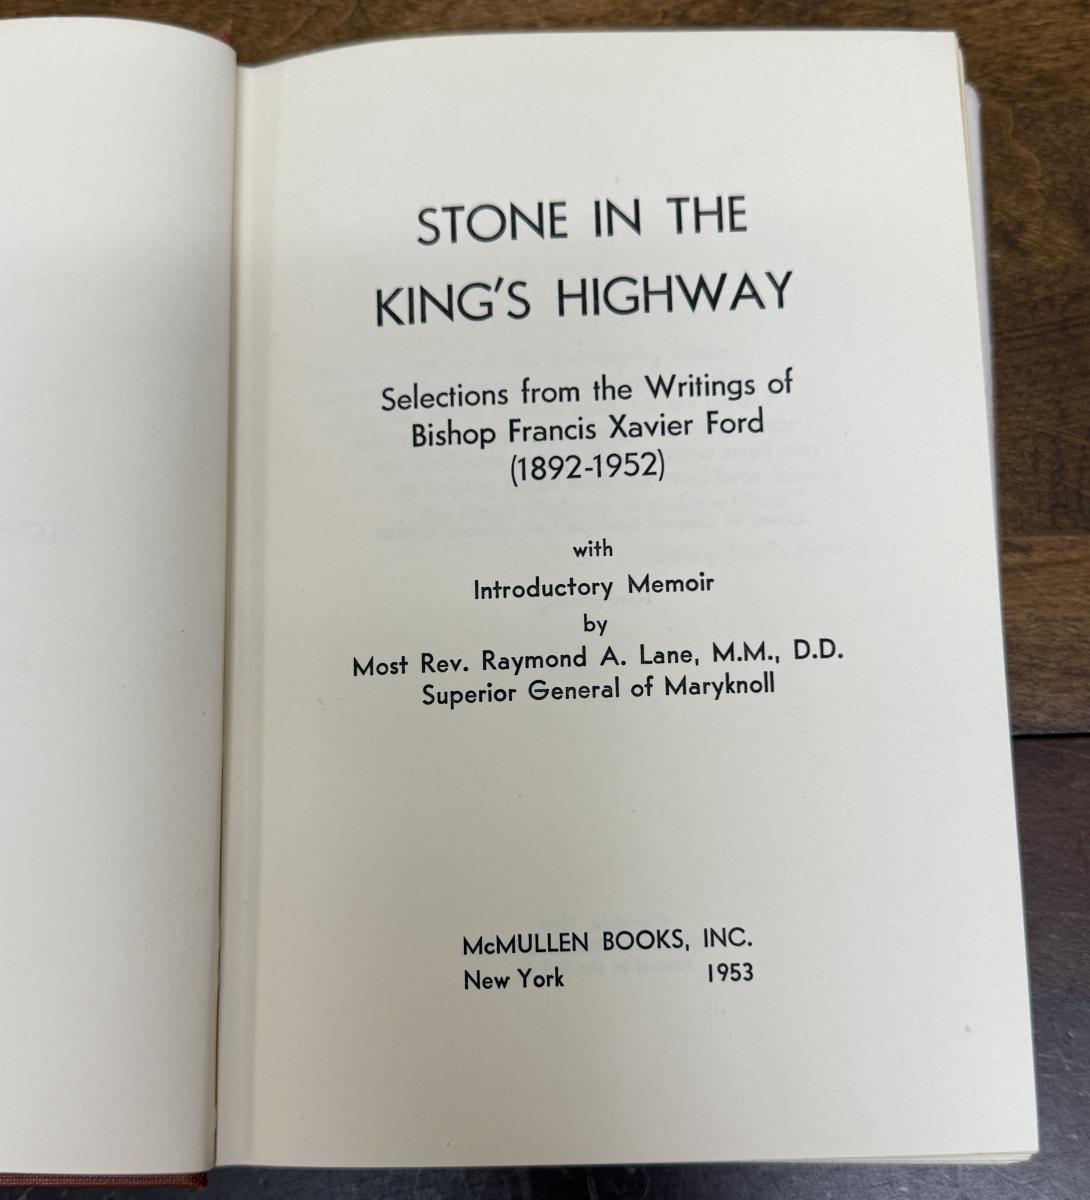 STONE IN THE
KING'S HIGHWAY
Selections from the Writings of
Bishop Francis Xavier Ford
(1892-1952)
with
Introductory Memoir
by
Most Rev. Raymond A. Lane, M.M., D.D.
Superior General of Maryknoll
McMULLEN BOOKS, INC.
New York 1953